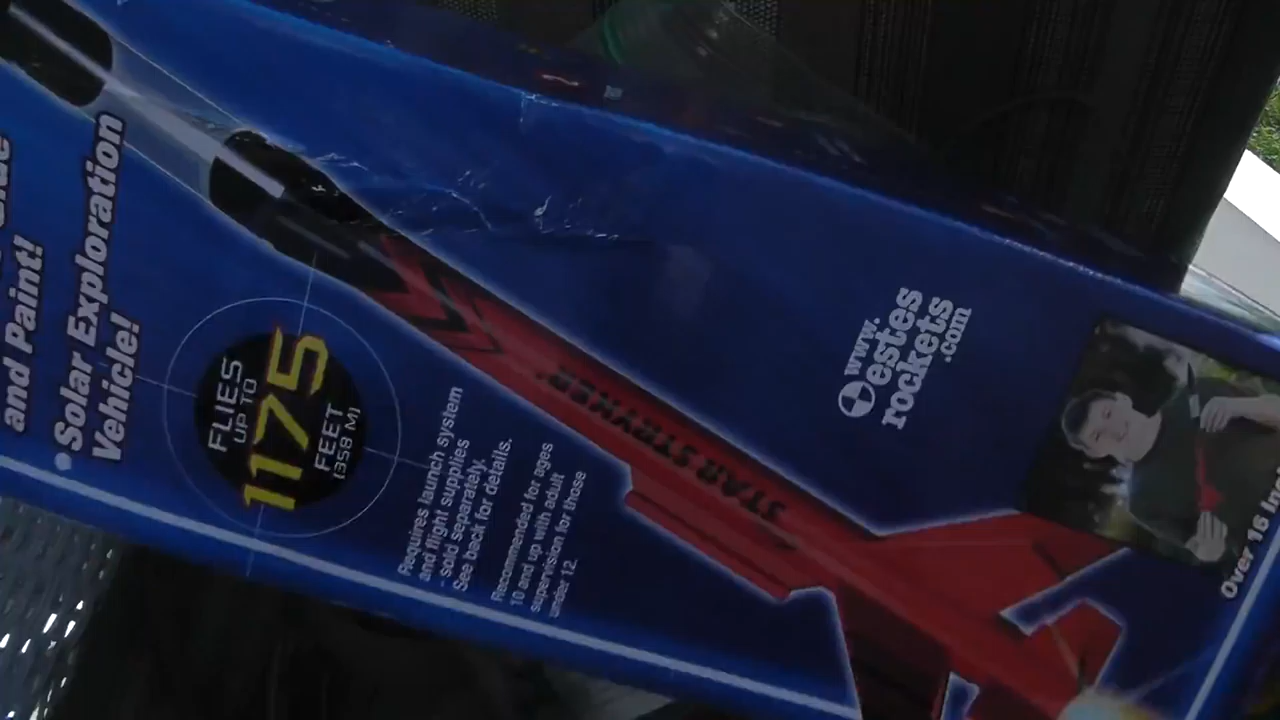 and Paint!
• Solar Exploration
Vehicle!
FLIES
UP TO
1175
FEET
(358 M)
Requires launch system
and flight supplies
- sold separately.
See back for details.
Recommended for ages
10 and up with adult
supervision for those
under 12.
STAR STRYKER
www.
estes
rockets
.com
Over 16 In